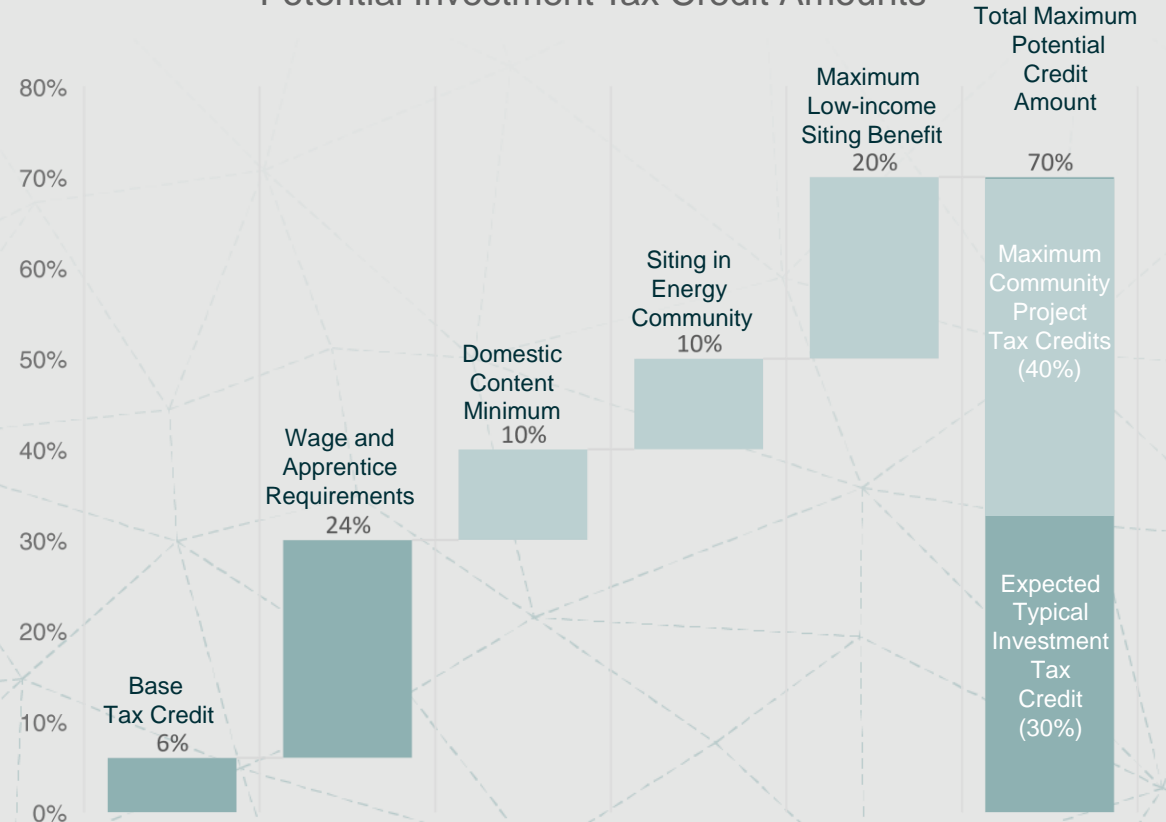 Potential Investment Tax Credit Amounts
Total Maximum
Potential
Credit
Amount
70%
Maximum
Low-income
Siting Benefit
20%
Siting in
Energy
Community
10%
Domestic
Content
Minimum
10%
Wage and
Apprentice
Requirements
24%
Base
Tax Credit
6%
Maximum
Community
Project
Tax Credits
(40%)
Expected
Typical
Investment
Tax
Credit
(30%)
80%
70%
60%
50%
40%
30%
20%
10%
0%